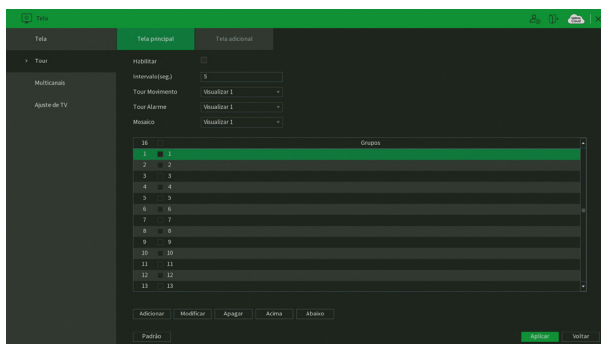 Tela
Tela
Tour
Multicanais
Ajuste de TV
Tela principal Tela adicional
Habilitar
Intervalo(seg.) 5
Tour Movimento Visualizar 1
Tour Alarme Visualizar 1
Mosaico Visualizar 1
16 Grupos
1 1
2 2
3 3
4 4
5 5
6 6
7 7
8 8
9 9
10 10
11 11
12 12
13 13
Adicionar Modificar Apagar Acima Abaixo
Padrão Aplicar Voltar